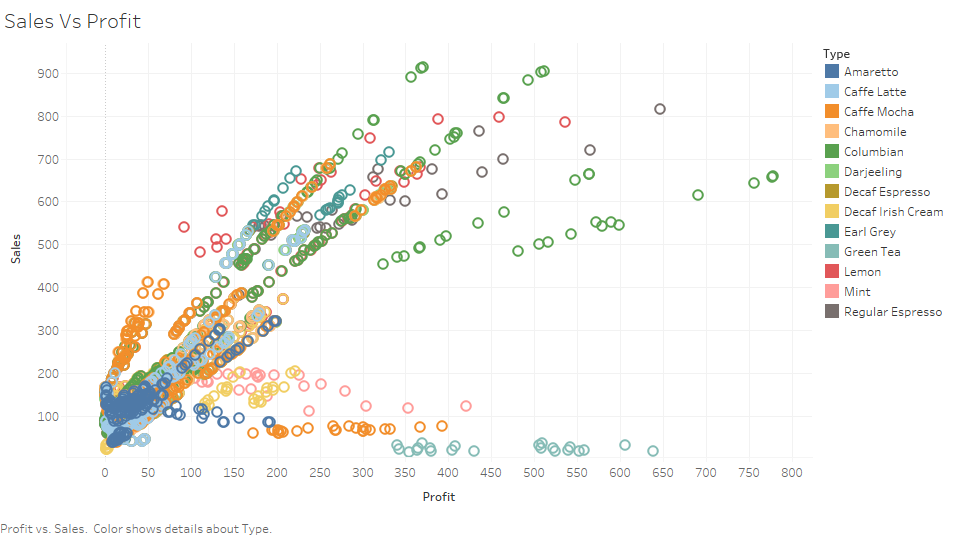 Sales Vs Profit
Type
Amaretto
Caffe Latte
Caffe Mocha
Chamomile
Columbian
Darjeeling
Decaf Espresso
Decaf Irish Cream
Earl Grey
Green Tea
Lemon
Mint
Regular Espresso
Sales
900
800
700
600
500
400
300
200
100
0 50 100 150 200 250 300 350 400 450 500 550 600 650 700 750 800
Profit
Profit vs. Sales. Color shows details about Type.